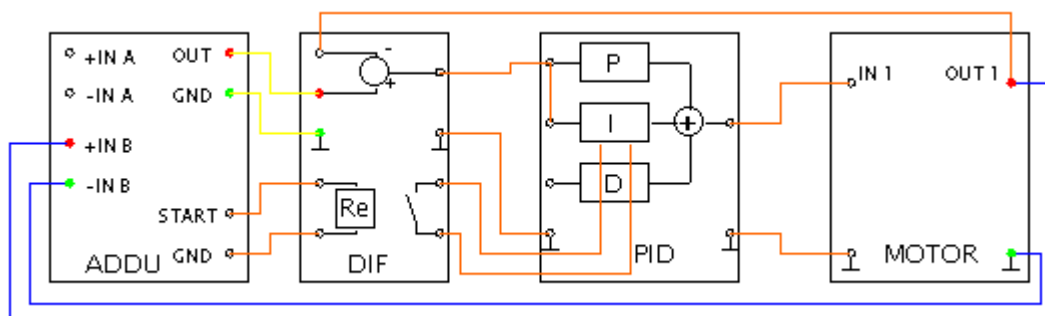 +IN A
OUT
-IN A
GND
+IN B
-IN B
START
GND
ADDU
-
+
Re
DIF
P
I
D
+
PID
IN 1
OUT 1
MOTOR